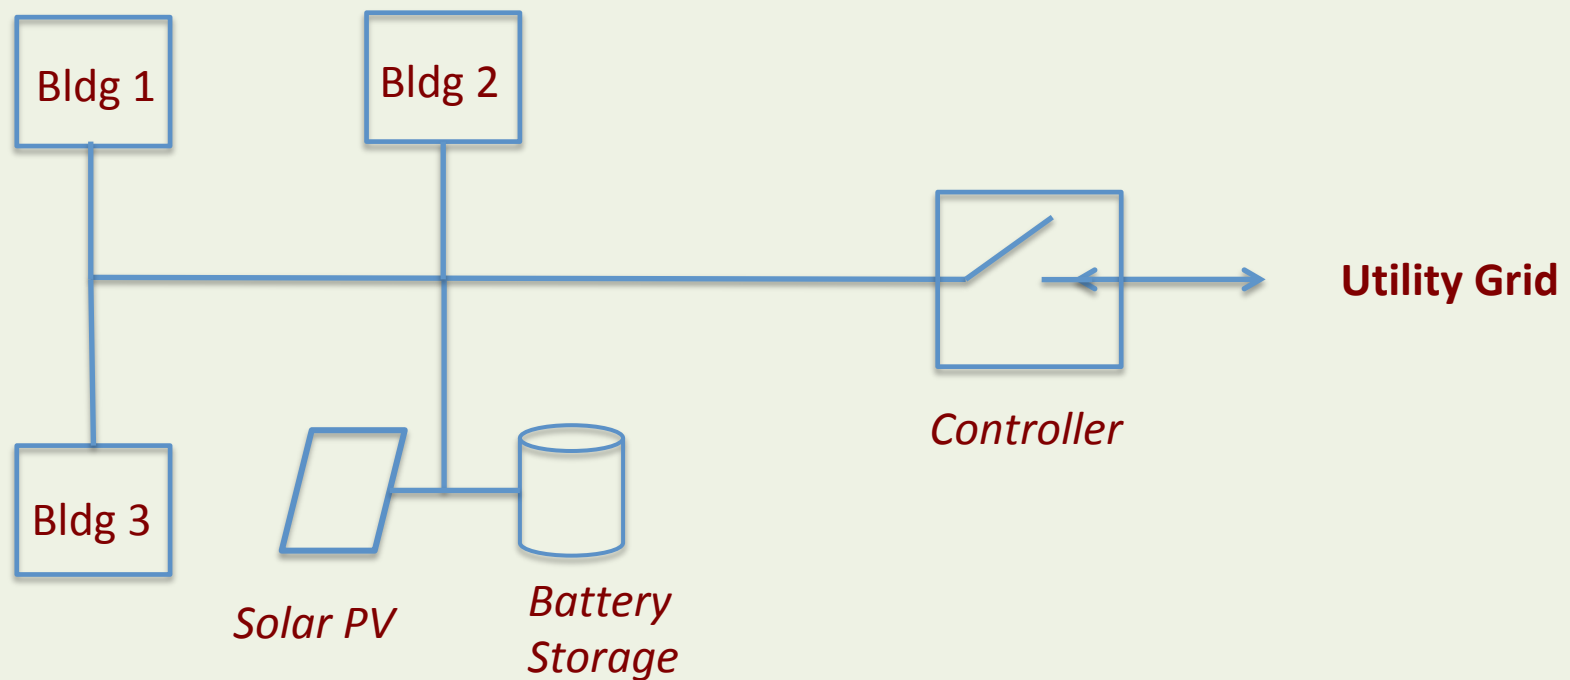 Bldg 1
Bldg 2
Utility Grid
Controller
Bldg 3
Solar PV
Battery
Storage